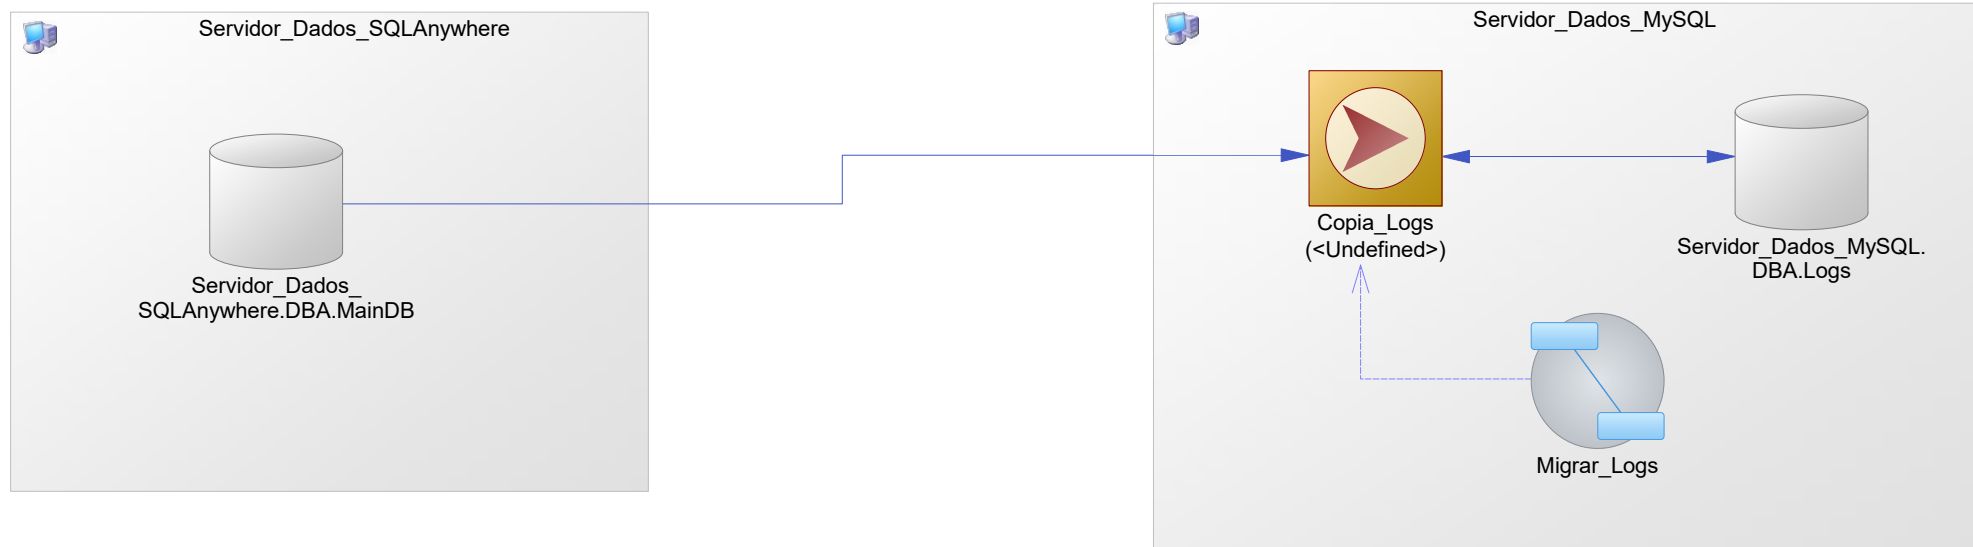 Servidor_Dados_SQLAnywhere
Servidor_Dados_
SQLAnywhere.DBA.MainDB
Servidor_Dados_MySQL
Copia_Logs
(<Undefined>)
Servidor_Dados_MySQL.
DBA.Logs
Migrar_Logs